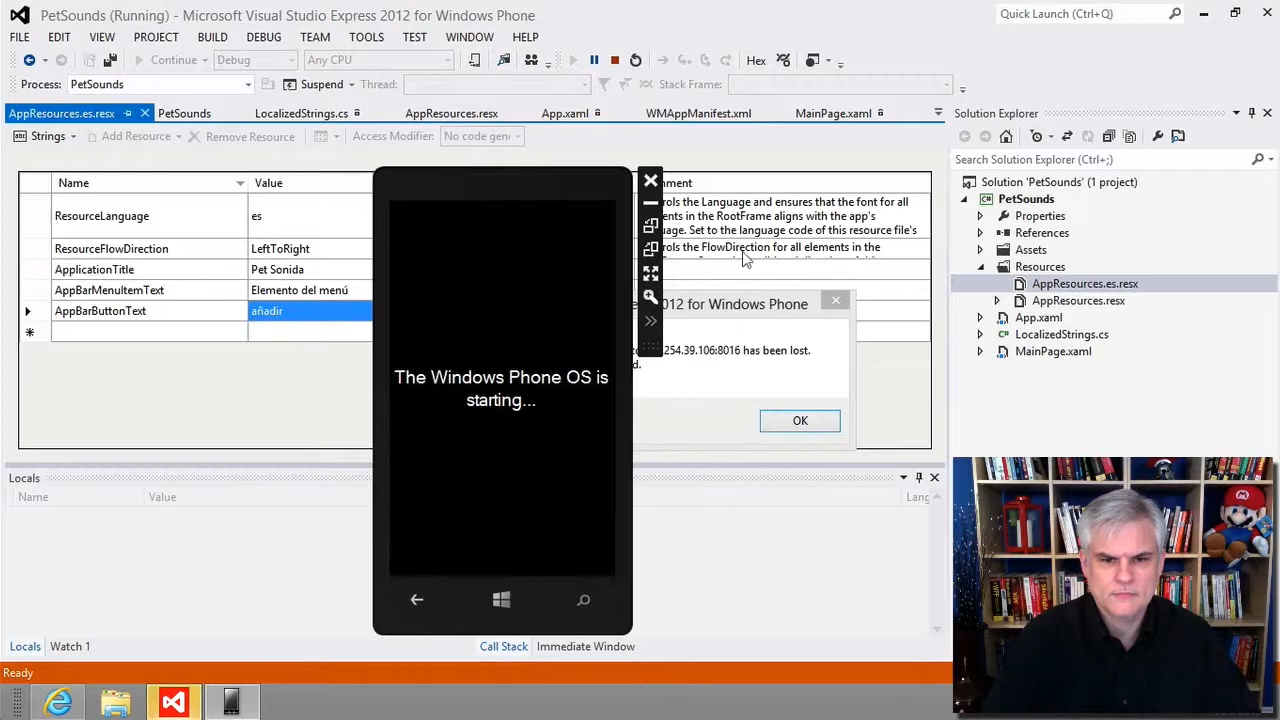 PetSounds (Running) - Microsoft Visual Studio Express 2012 for Windows Phone
Quick Launch (Ctrl+Q)
FILE EDIT VIEW PROJECT BUILD DEBUG TEAM TOOLS TEST WINDOW HELP
Continue Debug Any CPU Hex
Process: PetSounds Suspend Thread: Stack Frame:
AppResources.es.resx PetSounds LocalizedStrings.cs AppResources.resx App.xaml WMAppManifest.xml MainPage.xaml
Strings Add Resource Remove Resource Access Modifier: No code gene
Name Value mment
ResourceLanguage es
rols the Language and ensures that the font for all
ents in the RootFrame aligns with the app's
uage. Set to the language code of this resource file's
ResourceFlowDirection LeftToRight rols the FlowDirection for all elements in the
ApplicationTitle Pet Sonida
AppBarMenuItemText Elemento del menú
AppBarButtonText añadir
2012 for Windows Phone
254.39.106:8016 has been lost.
d.
OK
The Windows Phone OS is
starting...
Locals
Name Value Lang
Locals Watch 1 Call Stack Immediate Window
Ready
Solution Explorer
Search Solution Explorer (Ctrl+;)
Solution 'PetSounds' (1 project)
PetSounds
Properties
References
Assets
Resources
AppResources.es.resx
AppResources.resx
App.xaml
LocalizedStrings.cs
MainPage.xaml